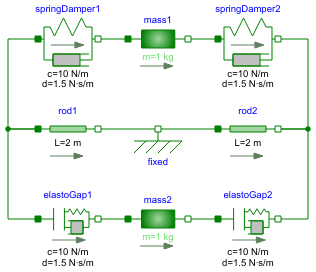 springDamper1 mass1 springDamper2
m=1 kg
c=10 N/m c=10 N/m
d=1.5 N·s/m d=1.5 N·s/m
rod1 rod2
L=2 m L=2 m
fixed
elastoGap1 mass2 elastoGap2
m=1 kg
c=10 N/m c=10 N/m
d=1.5 N·s/m d=1.5 N·s/m